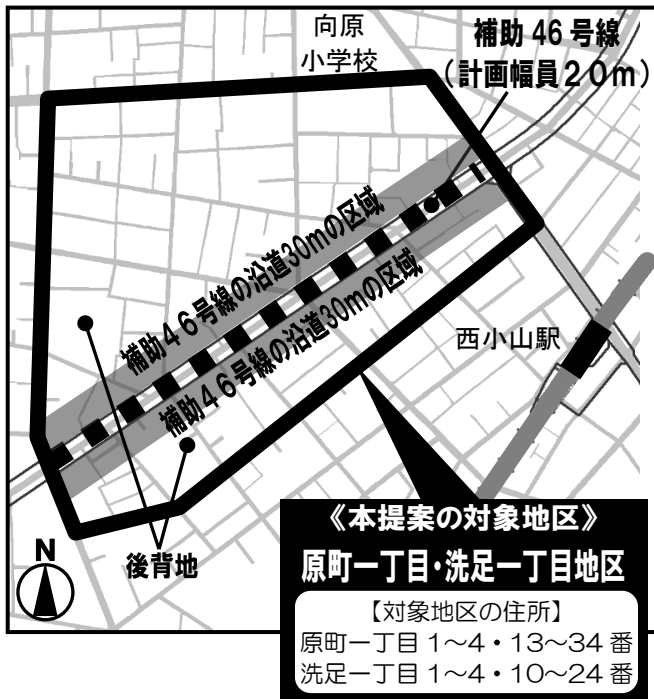 向原
小学校
補助 46 号線
(計画幅員２０ｍ)
補助４６号線の沿道30ｍの区域
補助４６号線の沿道30ｍの区域
西小山駅
後背地
N
《本提案の対象地区》
原町一丁目・洗足一丁目地区
【対象地区の住所】
原町一丁目 1～4・13～34 番
洗足一丁目 1～4・10～24 番